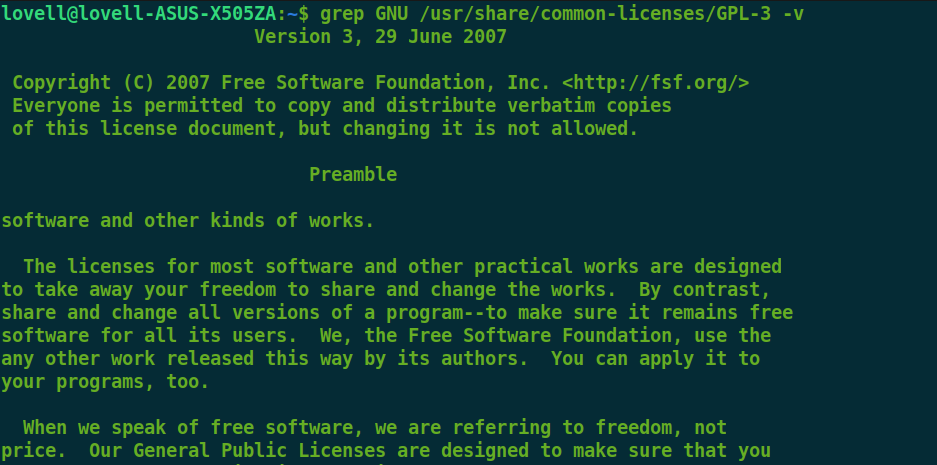 lovell@lovell-ASUS-X505ZA:~$ grep GNU /usr/share/common-licenses/GPL-3 -v
Version 3, 29 June 2007
Copyright (C) 2007 Free Software Foundation, Inc. <http://fsf.org/>
Everyone is permitted to copy and distribute verbatim copies
of this license document, but changing it is not allowed.
Preamble
software and other kinds of works.
The licenses for most software and other practical works are designed
to take away your freedom to share and change the works.  By contrast,
share and change all versions of a program--to make sure it remains free
software for all its users.  We, the Free Software Foundation, use the
any other work released this way by its authors.  You can apply it to
your programs, too.
When we speak of free software, we are referring to freedom, not
price.  Our General Public Licenses are designed to make sure that you